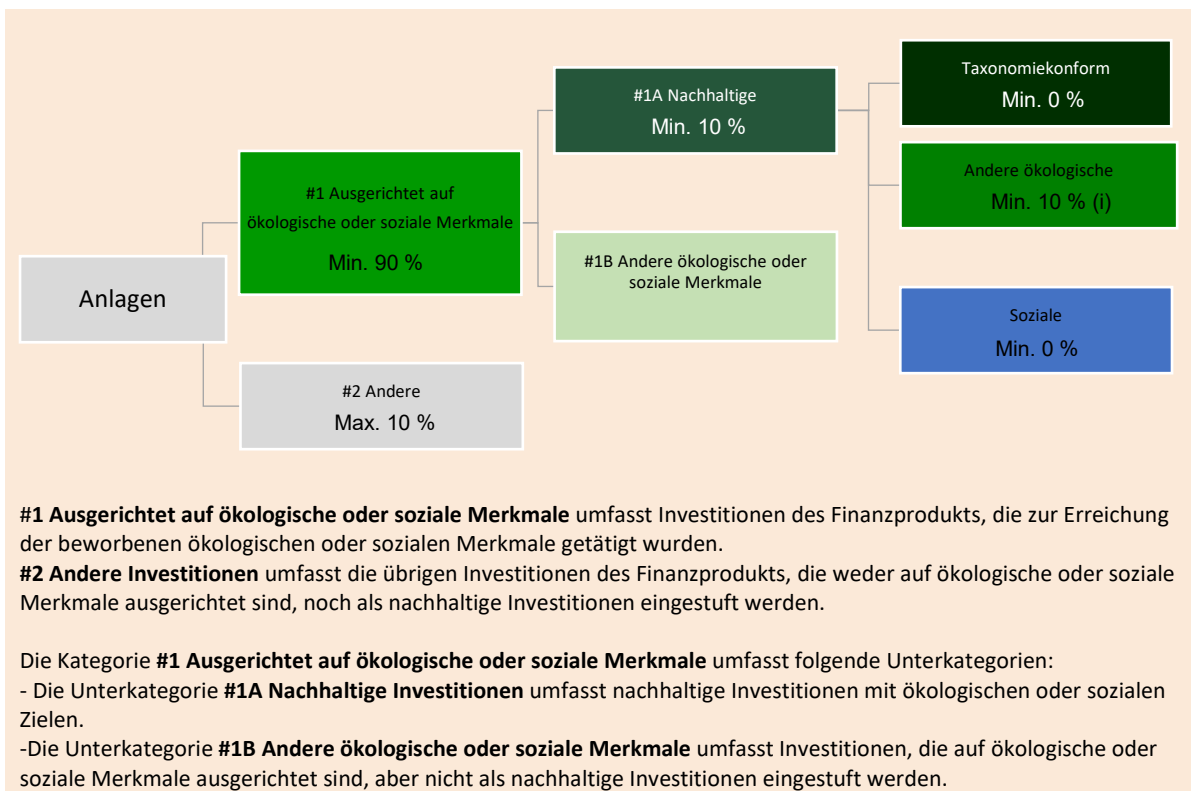 Anlagen
#1 Ausgerichtet auf
ökologische oder soziale Merkmale
Min. 90 %
#2 Andere
Max. 10 %
#1A Nachhaltige
Min. 10 %
#1B Andere ökologische oder
soziale Merkmale
Taxonomiekonform
Min. 0 %
Andere ökologische
Min. 10 % (i)
Soziale
Min. 0 %
#1 Ausgerichtet auf ökologische oder soziale Merkmale umfasst Investitionen des Finanzprodukts, die zur Erreichung
der beworbenen ökologischen oder sozialen Merkmale getätigt wurden.
#2 Andere Investitionen umfasst die übrigen Investitionen des Finanzprodukts, die weder auf ökologische oder soziale
Merkmale ausgerichtet sind, noch als nachhaltige Investitionen eingestuft werden.
Die Kategorie #1 Ausgerichtet auf ökologische oder soziale Merkmale umfasst folgende Unterkategorien:
- Die Unterkategorie #1A Nachhaltige Investitionen umfasst nachhaltige Investitionen mit ökologischen oder sozialen
Zielen.
-Die Unterkategorie #1B Andere ökologische oder soziale Merkmale umfasst Investitionen, die auf ökologische oder
soziale Merkmale ausgerichtet sind, aber nicht als nachhaltige Investitionen eingestuft werden.